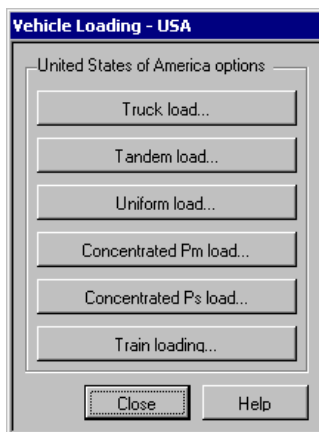 Vehicle Loading - USA
United States of America options
Truck load...
Tandem load...
Uniform load...
Concentrated Pm load...
Concentrated Ps load...
Train loading...
Close Help